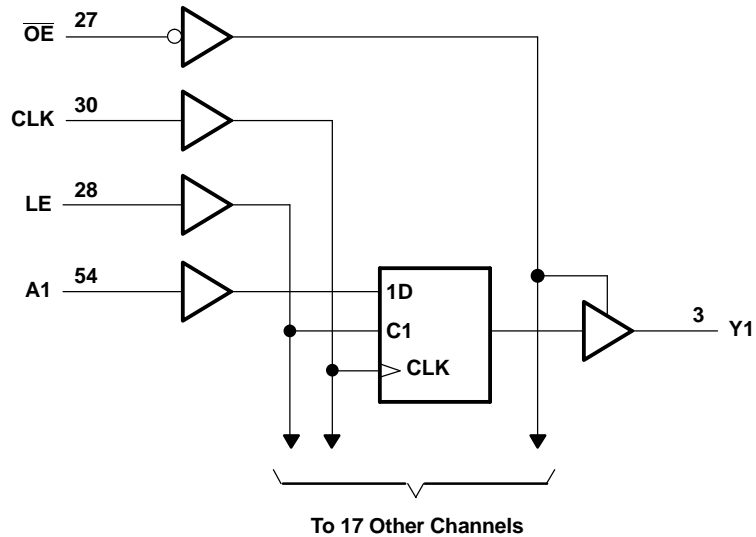 OE 27
CLK 30
LE 28
A1 54
1D
C1
CLK
3 Y1
To 17 Other Channels